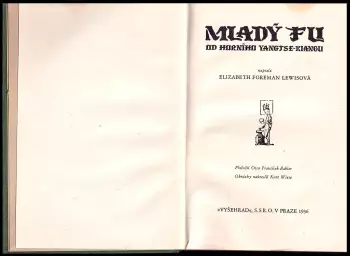 MLADÝ FU
OD HORNÍHO YANGTSE-KIANGU
napsala
ELIZABETH FOREMAN LEWISOVÁ
Přeložil Otto František Babler
Obrázky nakreslil Kurt Wiese
»VYŠEHRAD«, S. S R. O. V PRAZE 1936